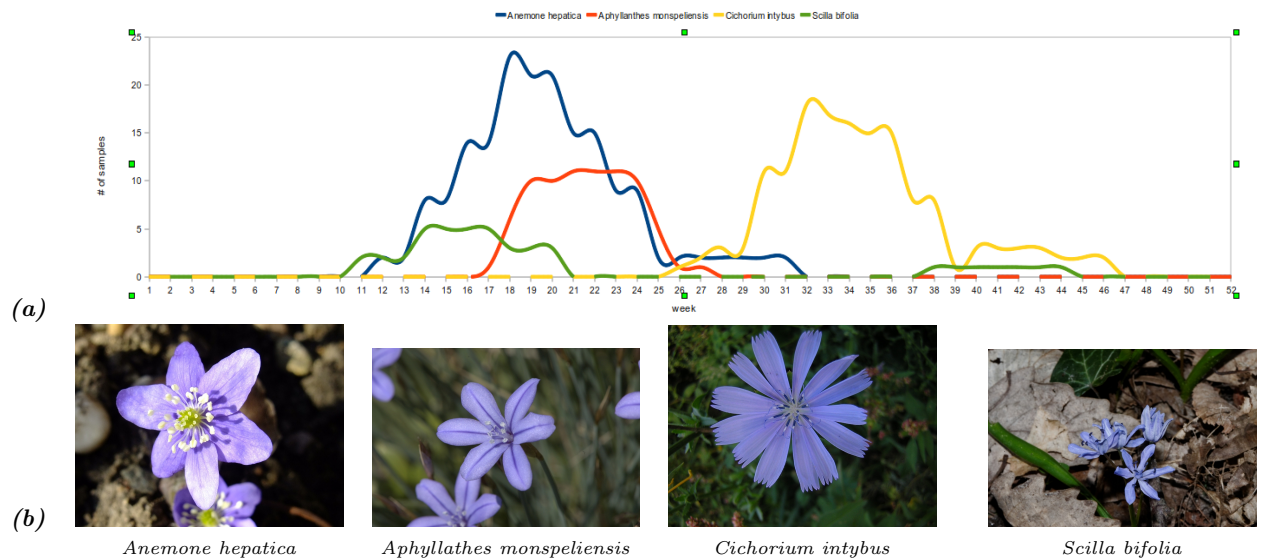 Anemone hepatica Aphyllanthes monspeliensis Cichorium intybus Scilla bifolia
25
20
15
10
5
0
# of samples
1 2 3 4 5 6 7 8 9 10 11 12 13 14 15 16 17 18 19 20 21 22 23 24 25 26 27 28 29 30 31 32 33 34 35 36 37 38 39 40 41 42 43 44 45 46 47 48 49 50 51 52
week
(a)
(b)
Anemone hepatica Aphyllathes monspeliensis Cichorium intybus Scilla bifolia